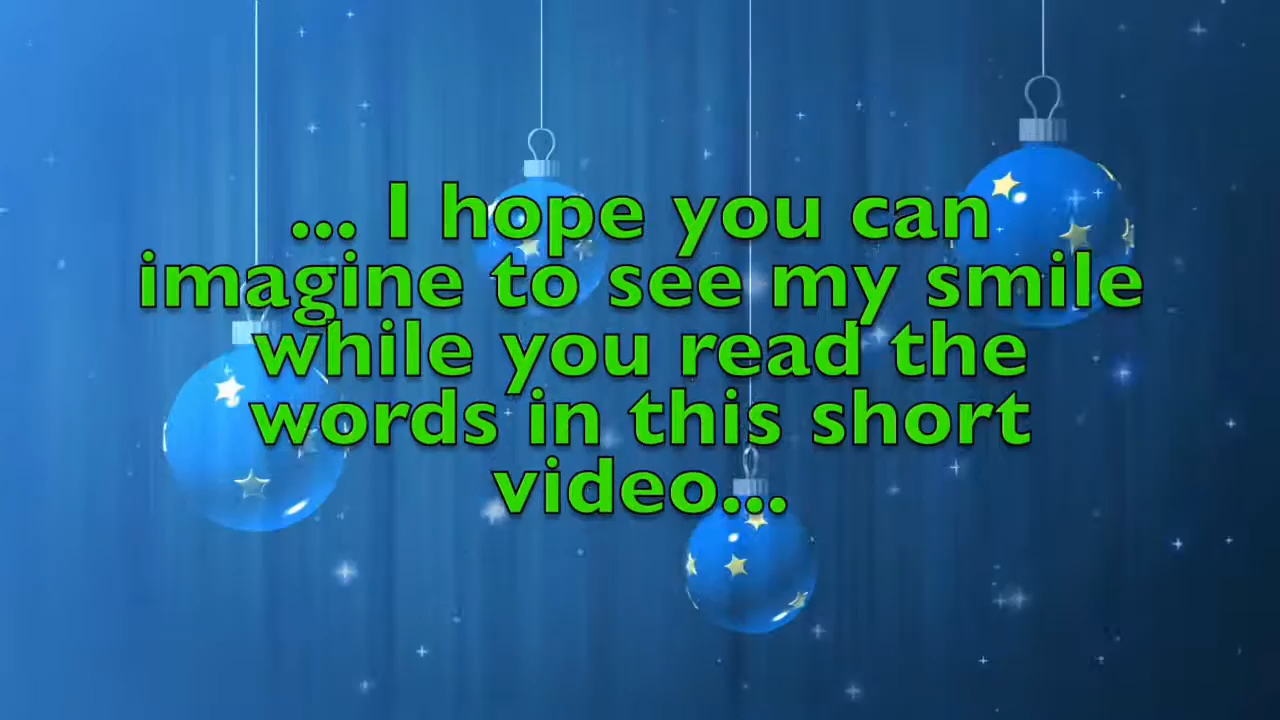 ... I hope you can
imagine to see my smile
while you read the
words in this short
video...